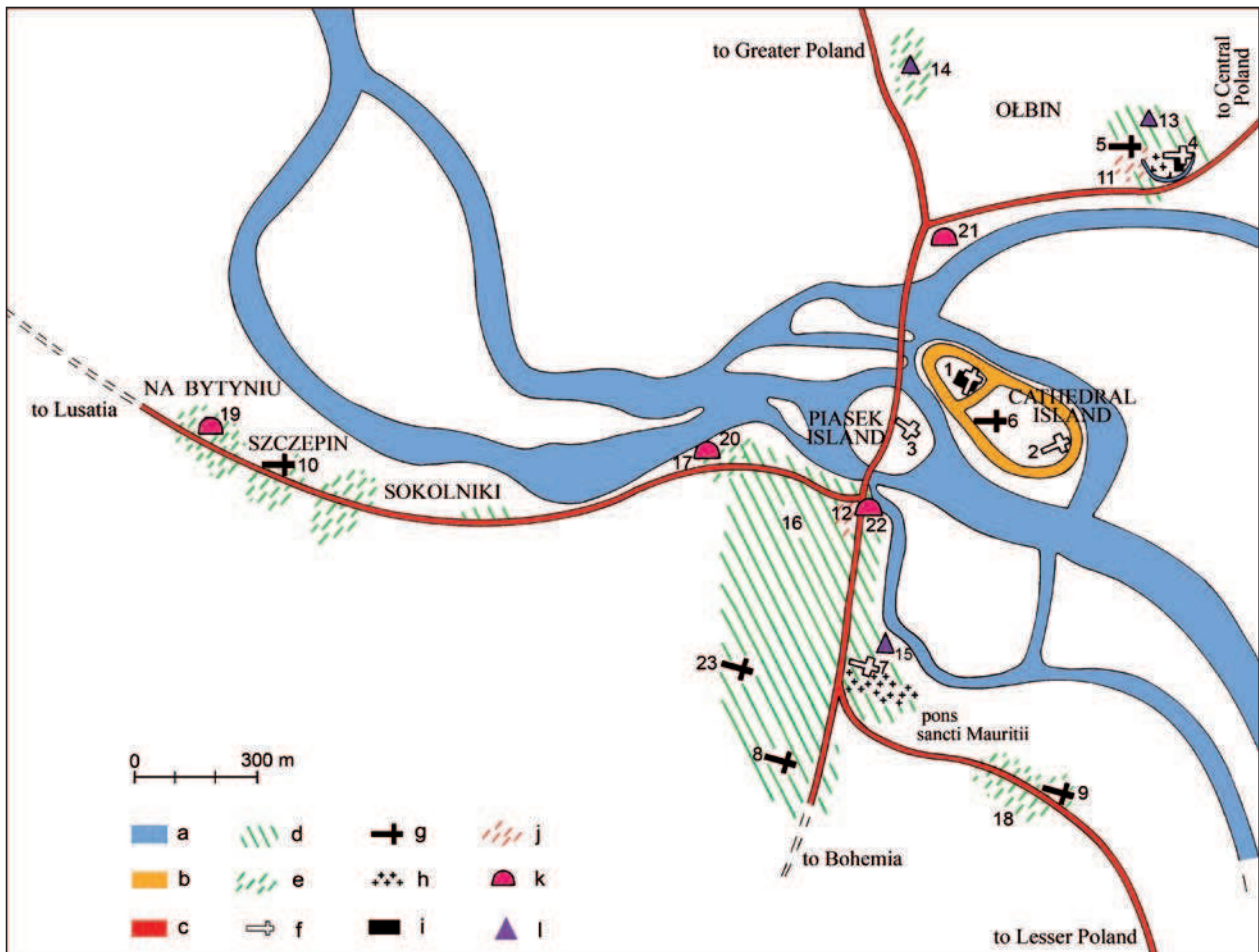 to Greater Poland
14
OŁBIN
to Central
Poland
13
5
4
11
21
NA BYTYNIU
to Lusatia
19
SZCZEPIN
10
SOKOLNIKI
20
17
PIASEK
ISLAND
3
1
CATHEDRAL
ISLAND
6
2
12
22
16
23
15
7
pons
sancti Mauritii
8
9
18
0
300 m
to Bohemia
to Lesser Poland
a
d
g
j
b
e
h
k
c
f
i
l